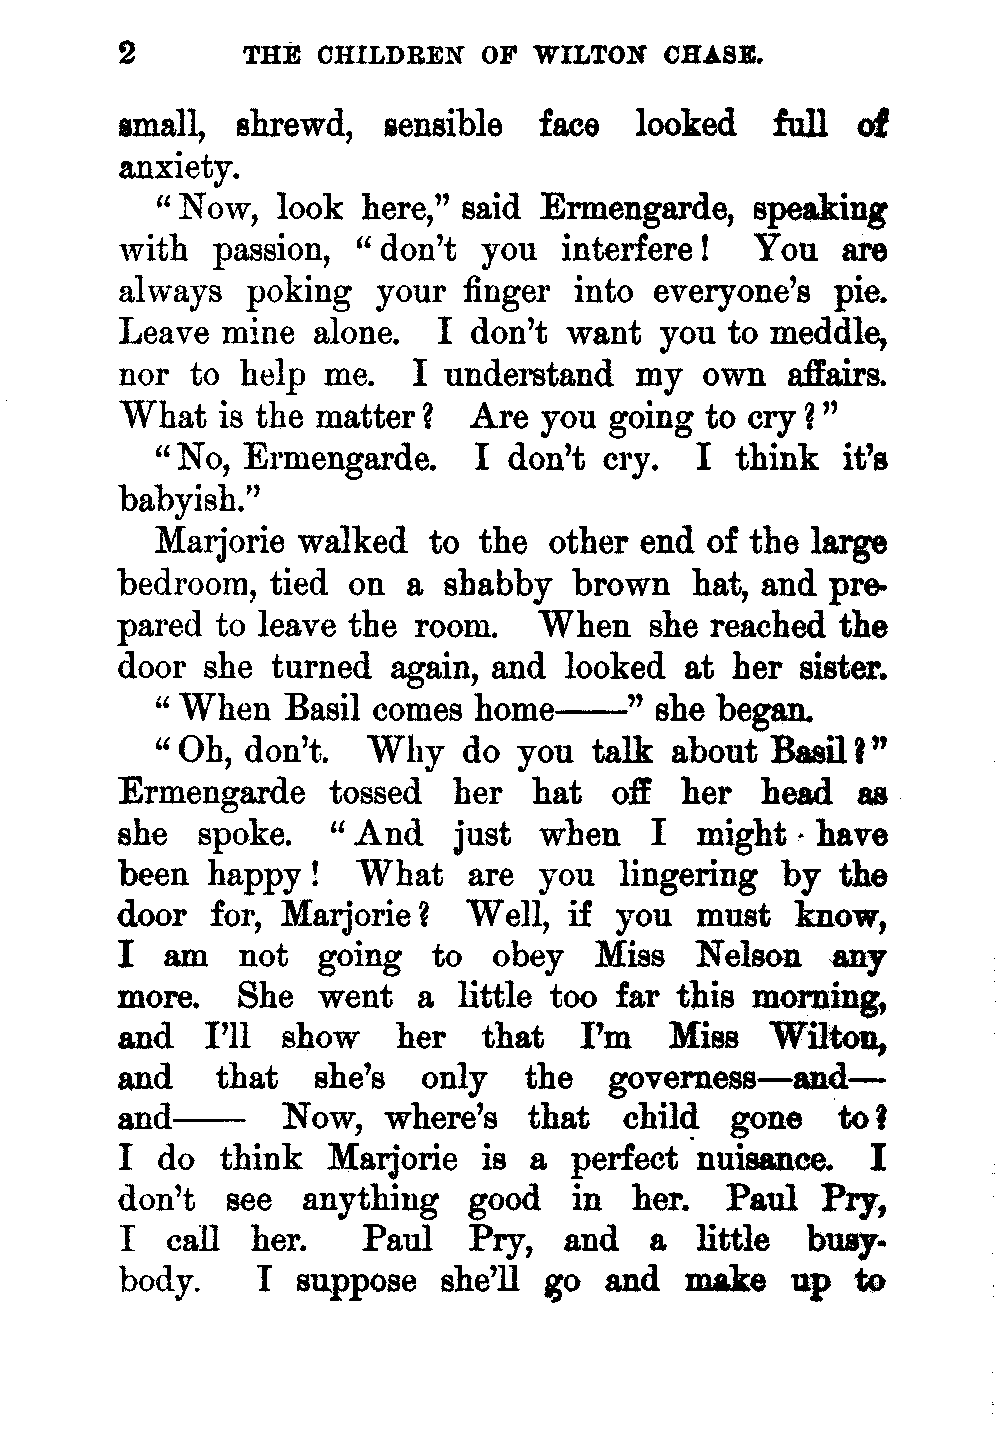 2 THE CHILDREN OF WILTON CHASE.
small, shrewd, sensible face looked full of
anxiety.
“Now, look here,” said Ermengarde, speaking
with passion, “don’t you interfere! You are
always poking your finger into everyone’s pie.
Leave mine alone. I don’t want you to meddle,
nor to help me. I understand my own affairs.
What is the matter? Are you going to cry?”
“No, Ermengarde. I don’t cry. I think it’s
babyish.”
Marjorie walked to the other end of the large
bedroom, tied on a shabby brown hat, and pre-
pared to leave the room. When she reached the
door she turned again, and looked at her sister.
“When Basil comes home——” she began.
“Oh, don’t. Why do you talk about Basil?”
Ermengarde tossed her hat off her head as
she spoke. “And just when I might have
been happy! What are you lingering by the
door for, Marjorie? Well, if you must know,
I am not going to obey Miss Nelson any
more. She went a little too far this morning,
and I’ll show her that I’m Miss Wilton,
and that she’s only the governess—and—
and—— Now, where’s that child gone to?
I do think Marjorie is a perfect nuisance. I
don’t see anything good in her. Paul Pry,
I call her. Paul Pry, and a little busy-
body. I suppose she’ll go and make up to